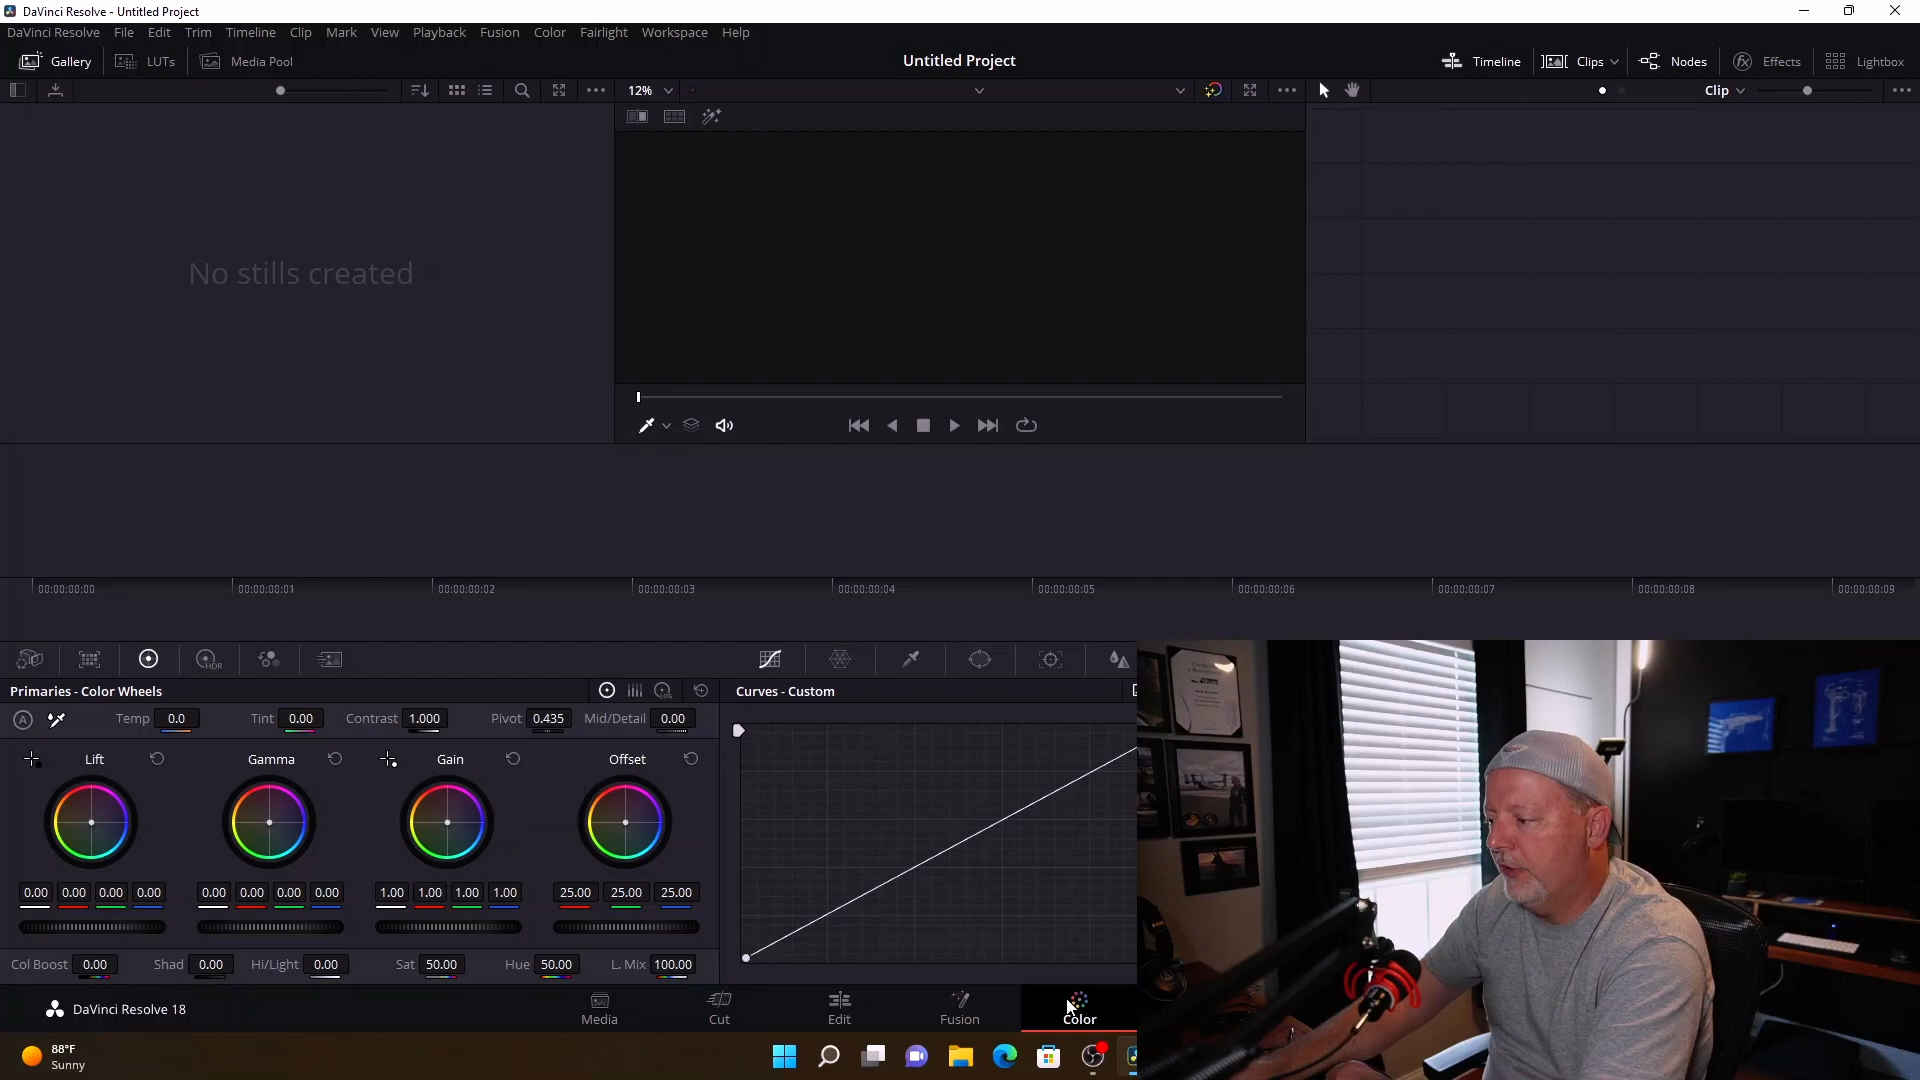 DaVinci Resolve - Untitled Project
DaVinci Resolve File Edit Trim Timeline Clip Mark View Playback Fusion Color Fairlight Workspace Help
Gallery LUTs Media Pool Untitled Project Timeline Clips Nodes Effects Lightbox
12% Clip
No stills created
00:00:00:00 00:00:00:01 00:00:00:02 00:00:00:03 00:00:00:04 00:00:00:05 00:00:00:06 00:00:00:07 00:00:00:08 00:00:00:09
HDR
Primaries - Color Wheels LOG Curves - Custom
A Temp 0.0 Tint 0.00 Contrast 1.000 Pivot 0.435 Mid/Detail 0.00
Lift Gamma Gain Offset
0.00 0.00 0.00 0.00 0.00 0.00 0.00 0.00 1.00 1.00 1.00 1.00 25.00 25.00 25.00
Col Boost 0.00 Shad 0.00 Hi/Light 0.00 Sat 50.00 Hue 50.00 L. Mix 100.00
DaVinci Resolve 18 Media Cut Edit Fusion Color
88°F
Sunny